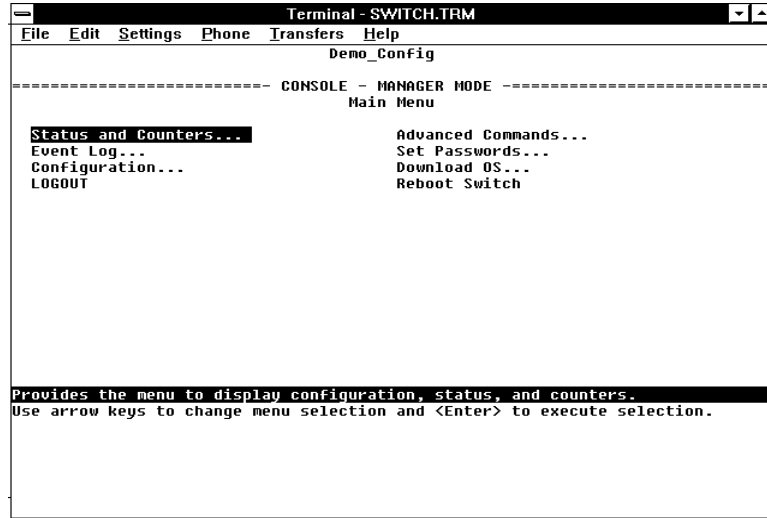 Terminal - SWITCH.TRM
File Edit Settings Phone Transfers Help
Demo_Config
==========================- CONSOLE - MANAGER MODE -===========================
Main Menu
Status and Counters...
Event Log...
Configuration...
LOGOUT
Advanced Commands...
Set Passwords...
Download OS...
Reboot Switch
Provides the menu to display configuration, status, and counters.
Use arrow keys to change menu selection and <Enter> to execute selection.